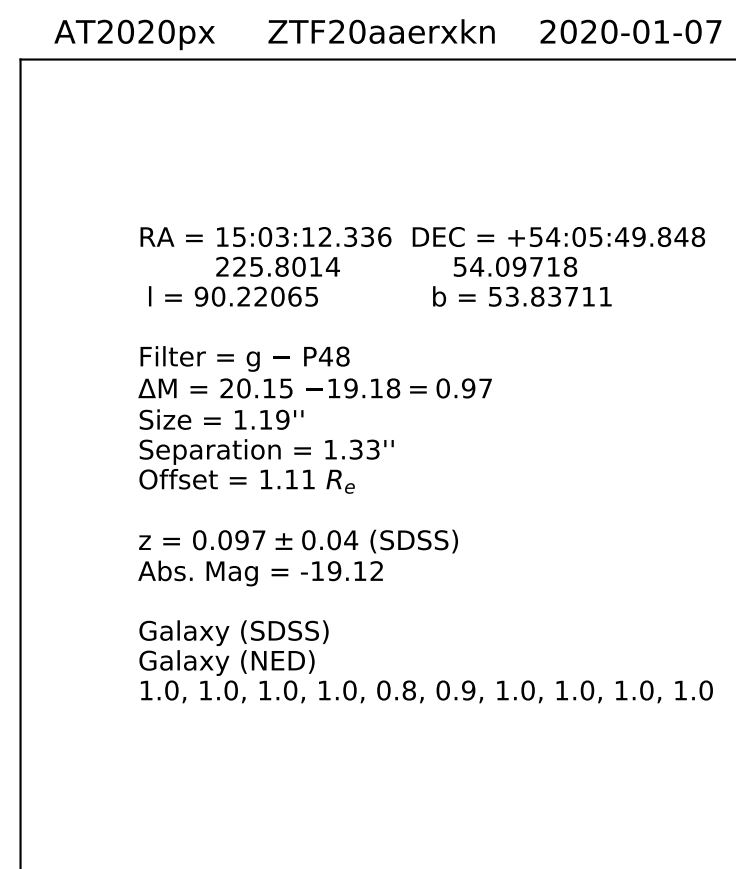 AT2020px ZTF20aaerxkn 2020-01-07
RA = 15:03:12.336 DEC = +54:05:49.848
225.8014 54.09718
l = 90.22065 b = 53.83711
Filter = g − P48
ΔM = 20.15 −19.18 = 0.97
Size = 1.19''
Separation = 1.33''
Offset = 1.11 Rₑ
z = 0.097 ± 0.04 (SDSS)
Abs. Mag = -19.12
Galaxy (SDSS)
Galaxy (NED)
1.0, 1.0, 1.0, 1.0, 0.8, 0.9, 1.0, 1.0, 1.0, 1.0